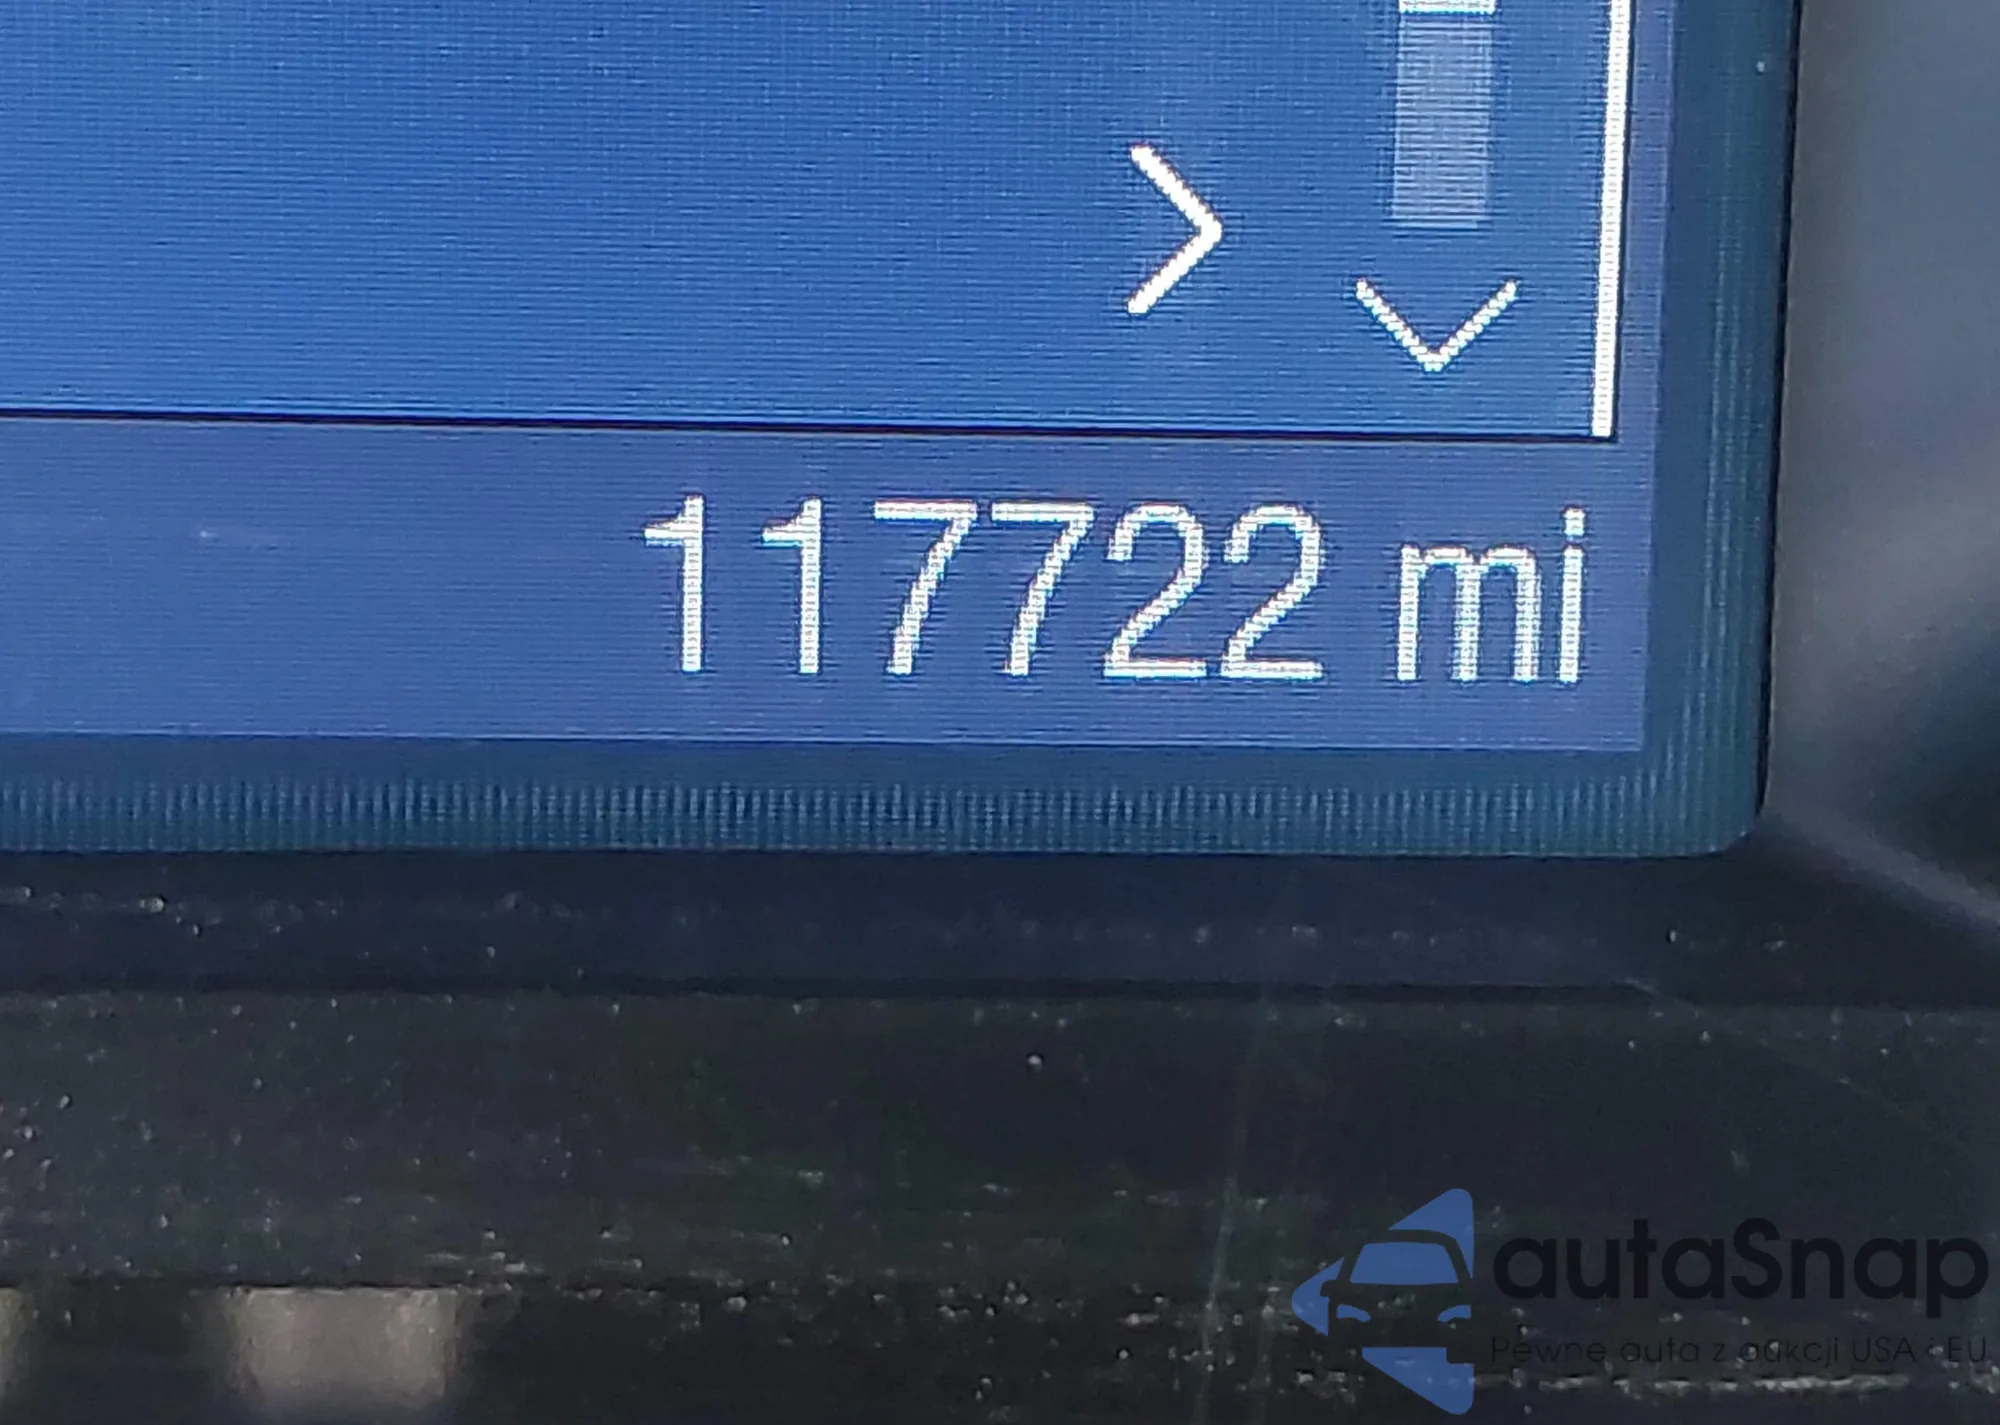 117722 mi
autaSnap
Pewne auta z aukcji USA i EU